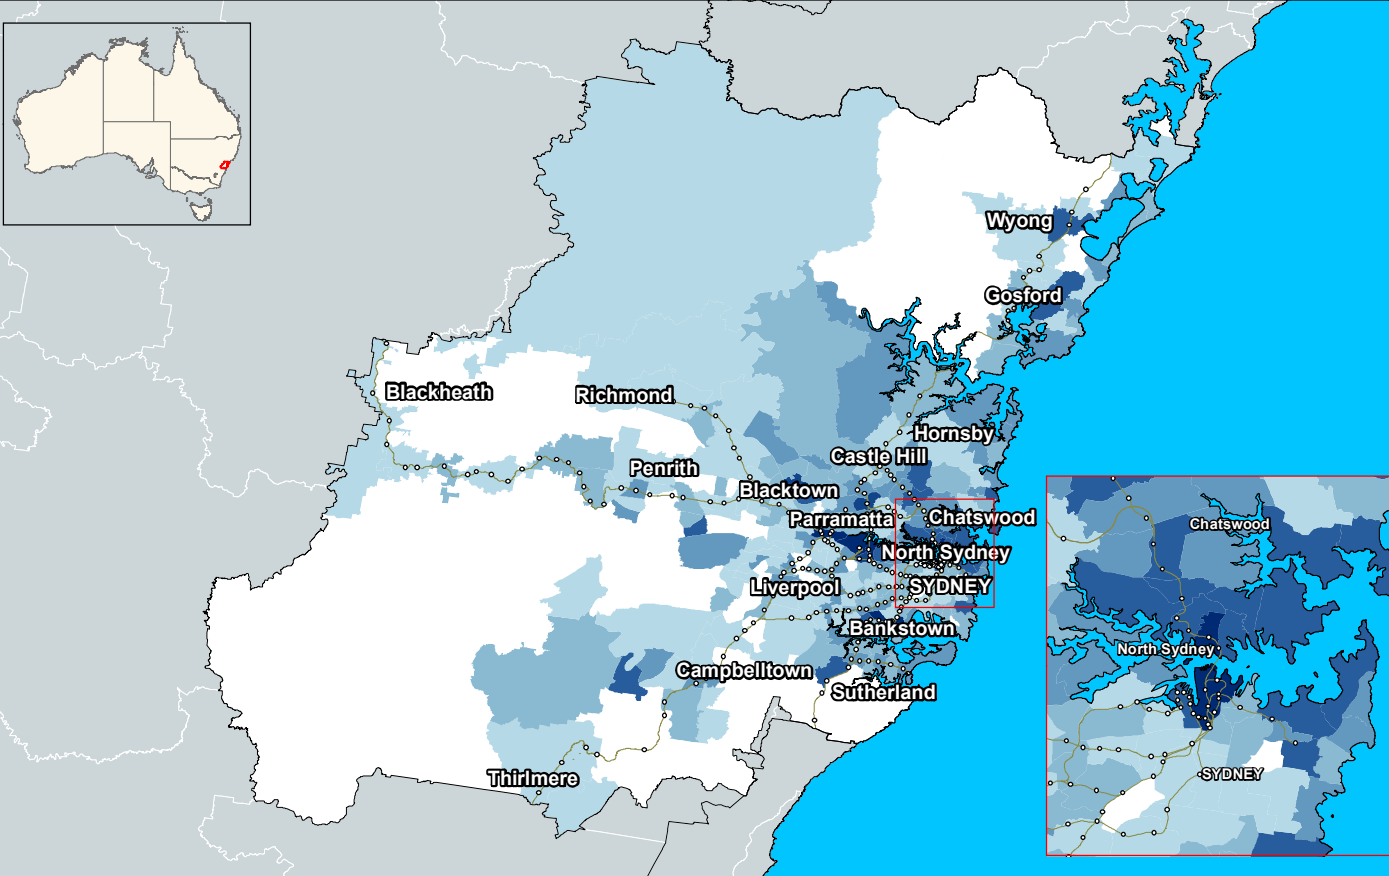 Wyong
Gosford
Blackheath
Richmond
Hornsby
Castle Hill
Penrith
Blacktown
Parramatta
Chatswood
North Sydney
Liverpool
SYDNEY
Bankstown
Campbelltown
Sutherland
Thirlmere
Chatswood
North Sydney
SYDNEY